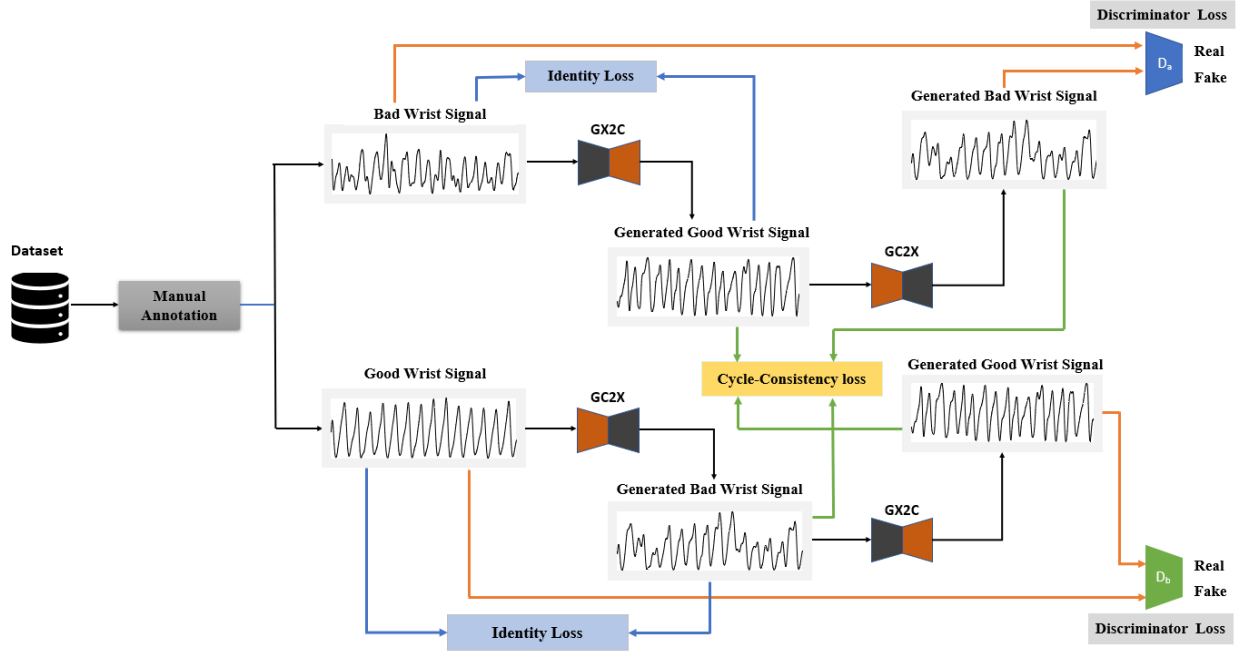 Discriminator Loss
D_a
Real
Fake
Identity Loss
Bad Wrist Signal
Generated Bad Wrist Signal
GX2C
Generated Good Wrist Signal
GC2X
Dataset
Manual
Annotation
Cycle-Consistency loss
Generated Good Wrist Signal
Good Wrist Signal
GC2X
Generated Bad Wrist Signal
GX2C
D_b
Real
Fake
Identity Loss
Discriminator Loss